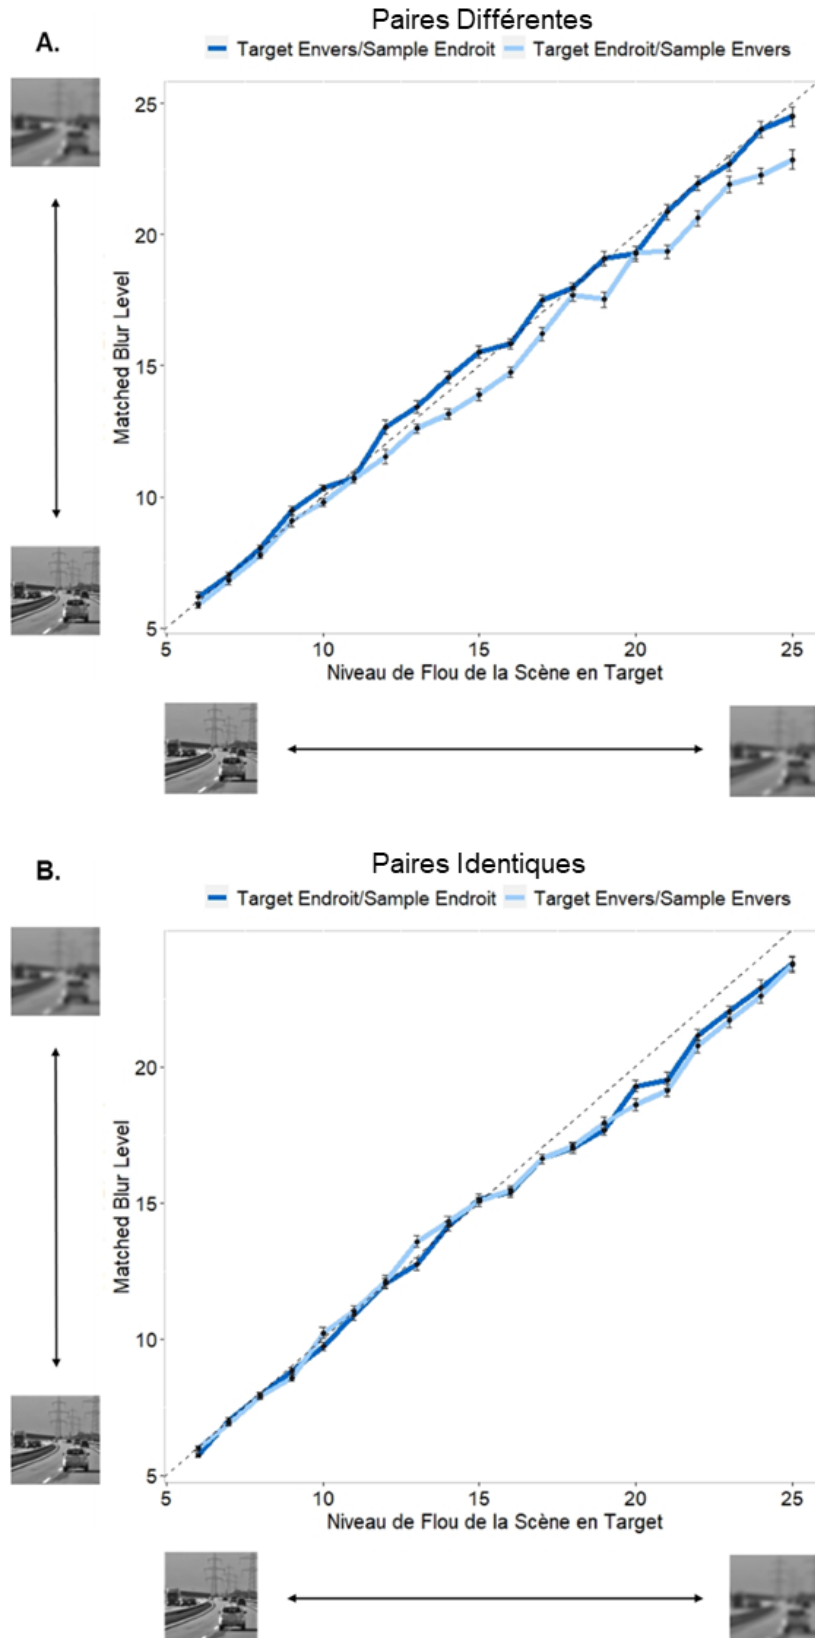 Paires Différentes
A.
Target Envers/Sample Endroit Target Endroit/Sample Envers
25
20
15
10
5
Matched Blur Level
5 10 15 20 25
Niveau de Flou de la Scène en Target
Paires Identiques
B.
Target Endroit/Sample Endroit Target Envers/Sample Envers
20
15
10
5
Matched Blur Level
5 10 15 20 25
Niveau de Flou de la Scène en Target